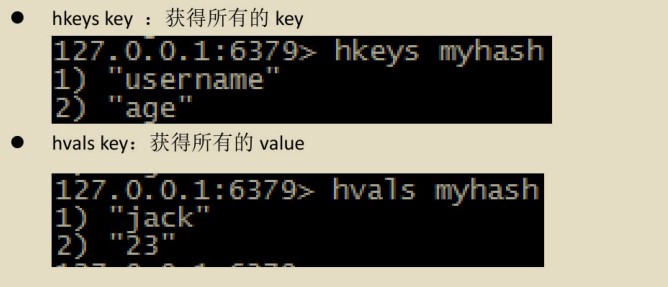 ● hkeys key ：获得所有的 key
127.0.0.1:6379> hkeys myhash
1) "username"
2) "age"
● hvals key：获得所有的 value
127.0.0.1:6379> hvals myhash
1) "jack"
2) "23"